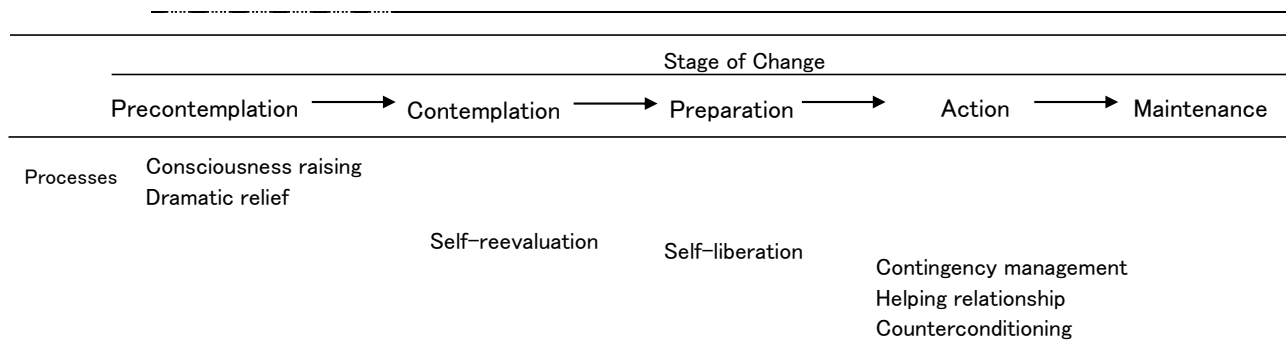 Stage of Change
Precontemplation Contemplation Preparation Action Maintenance
Processes
Consciousness raising
Dramatic relief
Self-reevaluation
Self-liberation
Contingency management
Helping relationship
Counterconditioning